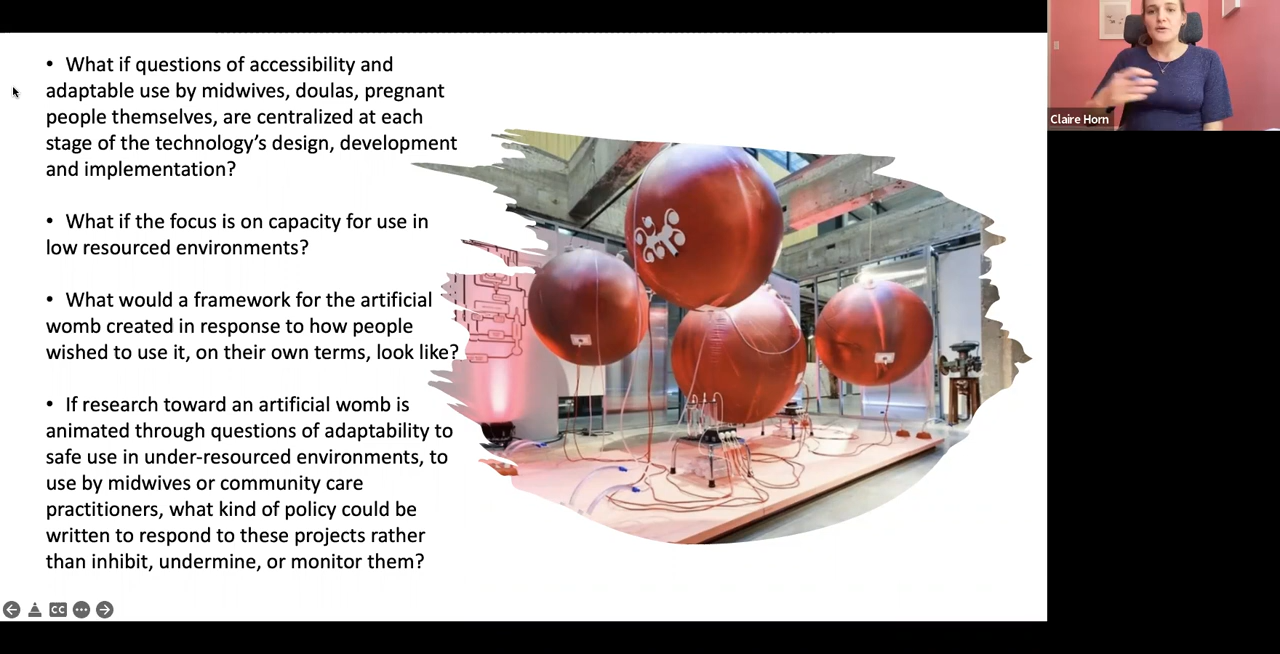 • What if questions of accessibility and
adaptable use by midwives, doulas, pregnant
people themselves, are centralized at each
stage of the technology’s design, development
and implementation?
• What if the focus is on capacity for use in
low resourced environments?
• What would a framework for the artificial
womb created in response to how people
wished to use it, on their own terms, look like?
• If research toward an artificial womb is
animated through questions of adaptability to
safe use in under-resourced environments, to
use by midwives or community care
practitioners, what kind of policy could be
written to respond to these projects rather
than inhibit, undermine, or monitor them?
CC
Claire Horn